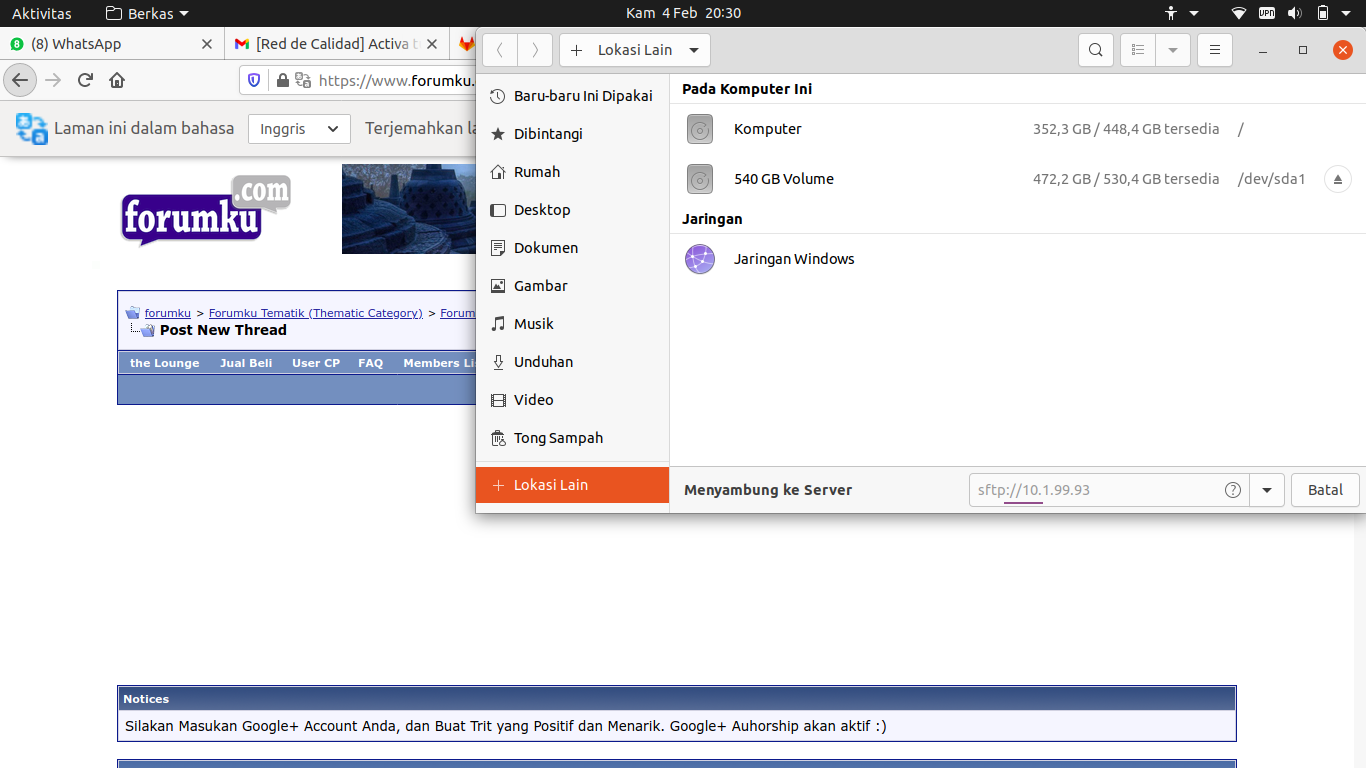 Aktivitas Berkas Kam 4 Feb 20:30 VPN
(8) WhatsApp [Red de Calidad] Activa t
https://www.forumku.
Laman ini dalam bahasa Inggris Terjemahkan la
forumku.com
forumku > Forumku Tematik (Thematic Category) > Forum
Post New Thread
the Lounge Jual Beli User CP FAQ Members Li
Lokasi Lain
Baru-baru Ini Dipakai
Dibintangi
Rumah
Desktop
Dokumen
Gambar
Musik
Unduhan
Video
Tong Sampah
Lokasi Lain
Pada Komputer Ini
Komputer 352,3 GB / 448,4 GB tersedia /
540 GB Volume 472,2 GB / 530,4 GB tersedia /dev/sda1
Jaringan
Jaringan Windows
Menyambung ke Server sftp://10.1.99.93 Batal
Notices
Silakan Masukan Google+ Account Anda, dan Buat Trit yang Positif dan Menarik. Google+ Auhorship akan aktif :)